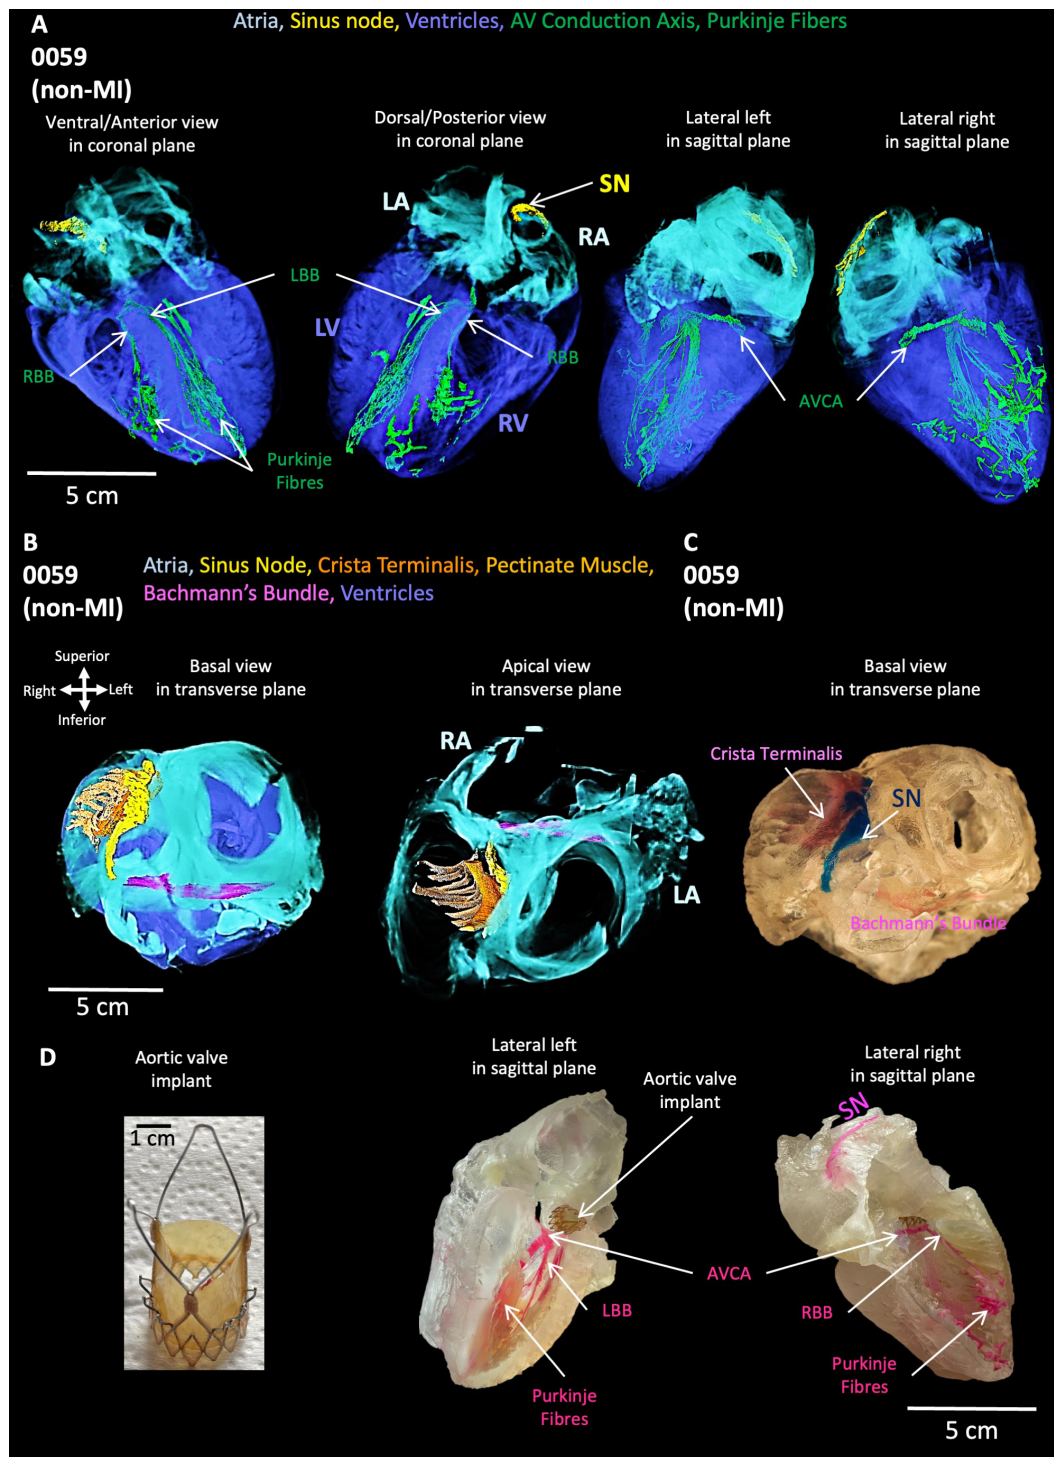 A
0059
(non-MI)
Atria, Sinus node, Ventricles, AV Conduction Axis, Purkinje Fibers
Ventral/Anterior view
in coronal plane
Dorsal/Posterior view
in coronal plane
Lateral left
in sagittal plane
Lateral right
in sagittal plane
LA
SN
RA
LBB
LV
RBB
RBB
AVCA
RV
Purkinje
Fibres
5 cm
B
0059
(non-MI)
Atria, Sinus Node, Crista Terminalis, Pectinate Muscle,
Bachmann's Bundle, Ventricles
C
0059
(non-MI)
Superior
Right
Left
Inferior
Basal view
in transverse plane
Apical view
in transverse plane
Basal view
in transverse plane
RA
LA
Crista Terminalis
SN
Bachmann's Bundle
5 cm
D
Aortic valve
implant
1 cm
Lateral left
in sagittal plane
Aortic valve
implant
Lateral right
in sagittal plane
SN
AVCA
LBB
RBB
Purkinje
Fibres
Purkinje
Fibres
5 cm